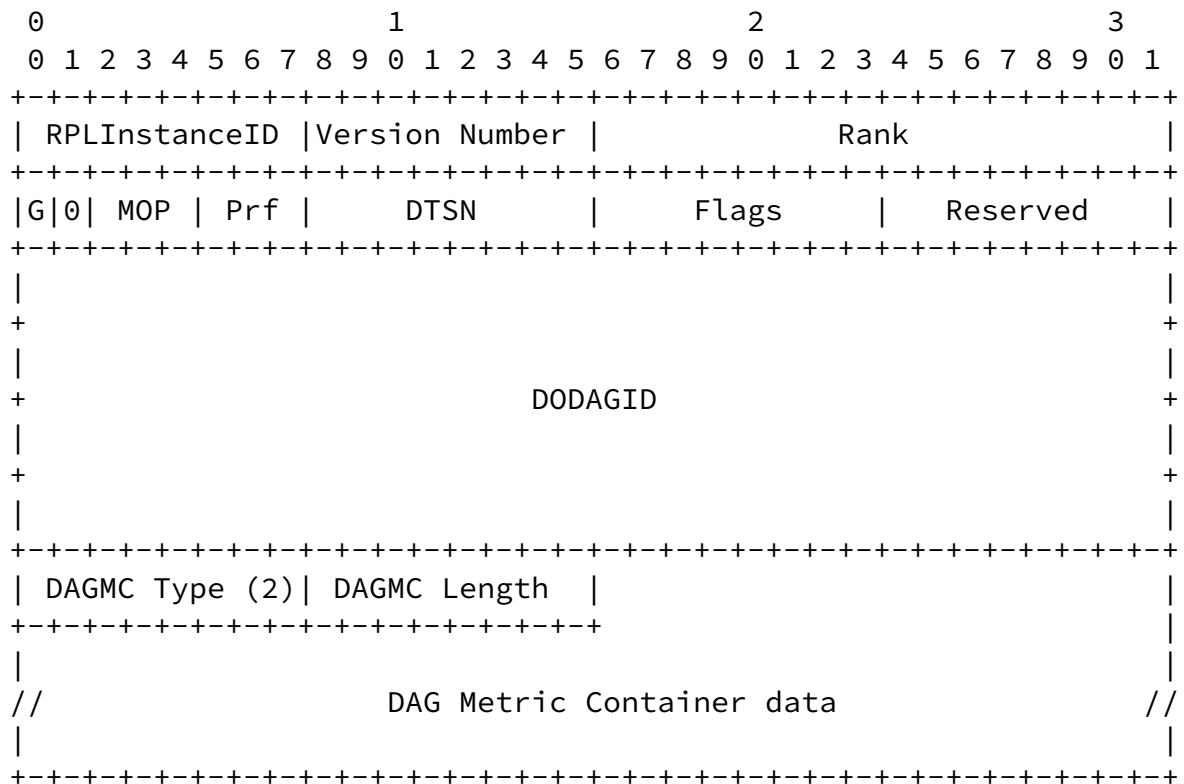 0                   1                   2                   3
 0 1 2 3 4 5 6 7 8 9 0 1 2 3 4 5 6 7 8 9 0 1 2 3 4 5 6 7 8 9 0 1
+-+-+-+-+-+-+-+-+-+-+-+-+-+-+-+-+-+-+-+-+-+-+-+-+-+-+-+-+-+-+-+-+
| RPLInstanceID |Version Number |             Rank              |
+-+-+-+-+-+-+-+-+-+-+-+-+-+-+-+-+-+-+-+-+-+-+-+-+-+-+-+-+-+-+-+-+
|G|0| MOP | Prf |     DTSN      |     Flags     |   Reserved    |
+-+-+-+-+-+-+-+-+-+-+-+-+-+-+-+-+-+-+-+-+-+-+-+-+-+-+-+-+-+-+-+-+
|                                                               |
+                                                               +
|                                                               |
+                            DODAGID                            +
|                                                               |
+                                                               +
|                                                               |
+-+-+-+-+-+-+-+-+-+-+-+-+-+-+-+-+-+-+-+-+-+-+-+-+-+-+-+-+-+-+-+-+
| DAGMC Type (2)| DAGMC Length  |                               |
+-+-+-+-+-+-+-+-+-+-+-+-+-+-+-+-+                               |
|                                                               |
//                   DAG Metric Container data                 //
|                                                               |
+-+-+-+-+-+-+-+-+-+-+-+-+-+-+-+-+-+-+-+-+-+-+-+-+-+-+-+-+-+-+-+-+